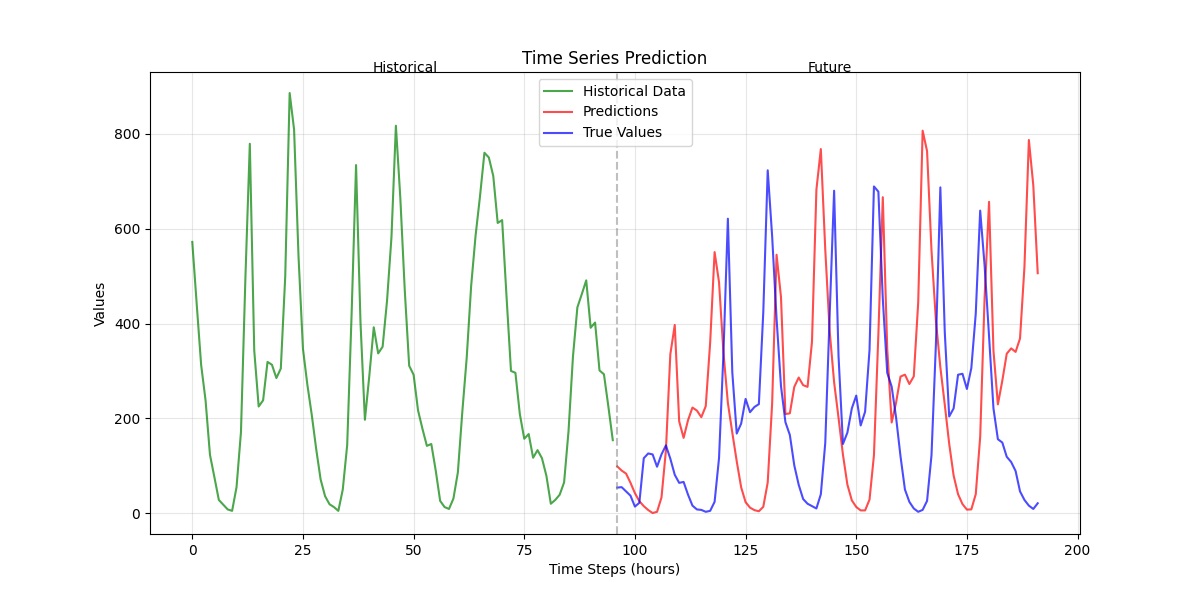 Time Series Prediction
Historical
Future
Historical Data
Predictions
True Values
Values
800
600
400
200
0
0
25
50
75
100
125
150
175
200
Time Steps (hours)